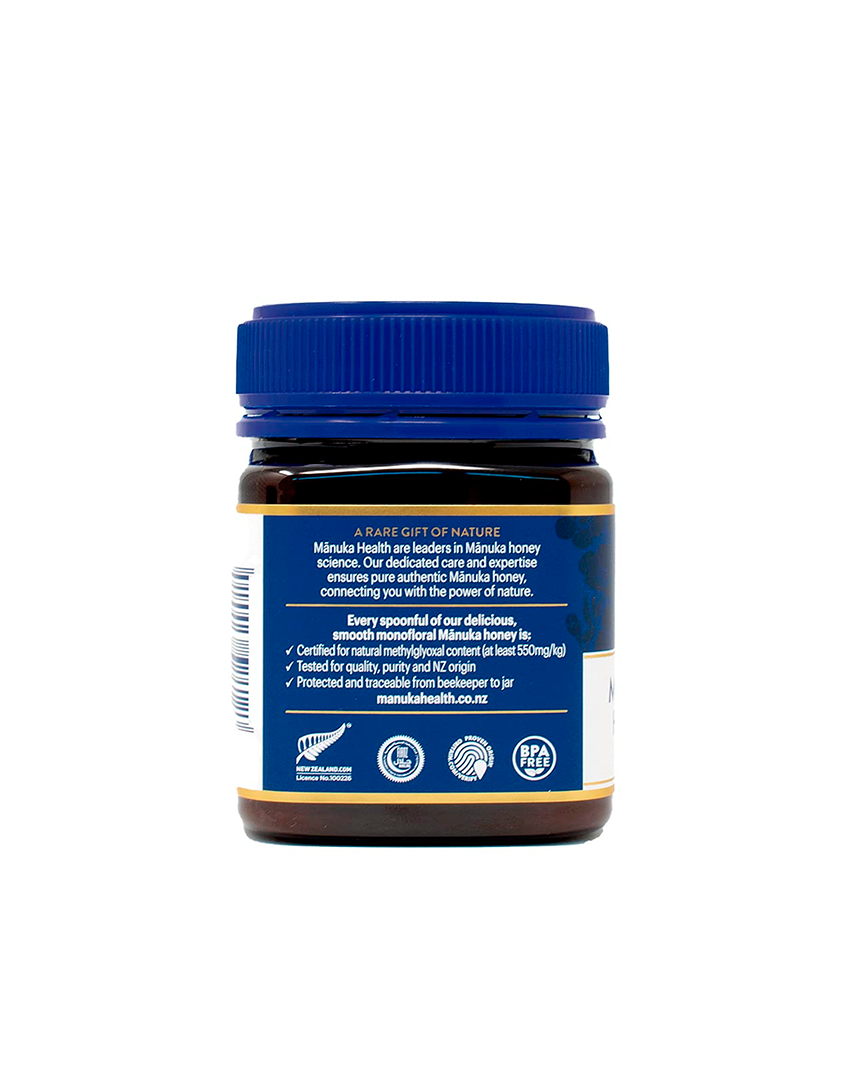 A RARE GIFT OF NATURE
Mānuka Health are leaders in Mānuka honey
science. Our dedicated care and expertise
ensures pure authentic Mānuka honey,
connecting you with the power of nature.
Every spoonful of our delicious,
smooth monofloral Mānuka honey is:
✓ Certified for natural methylglyoxal content (at least 550mg/kg)
✓ Tested for quality, purity and NZ origin
✓ Protected and traceable from beekeeper to jar
manukahealth.co.nz
NEW ZEALAND.COM
Licence No.100226
PROVEN ORIGIN
BPA
FREE